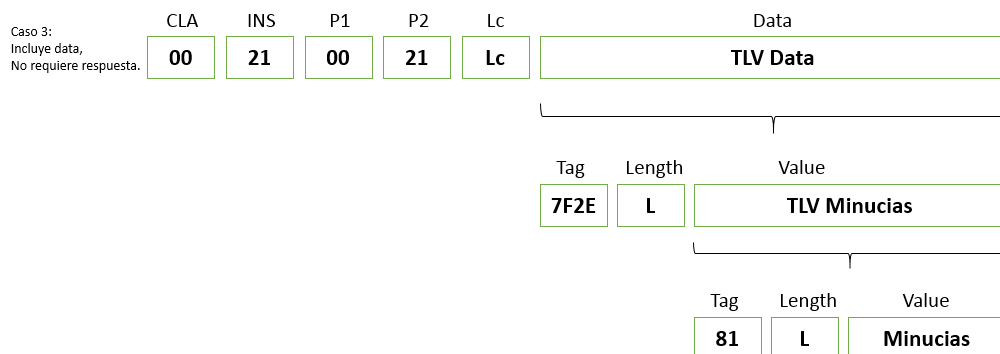 Caso 3:
Incluye data,
No requiere respuesta.
CLA INS P1 P2 Lc Data
00 21 00 21 Lc TLV Data
Tag Length Value
7F2E L TLV Minucias
Tag Length Value
81 L Minucias